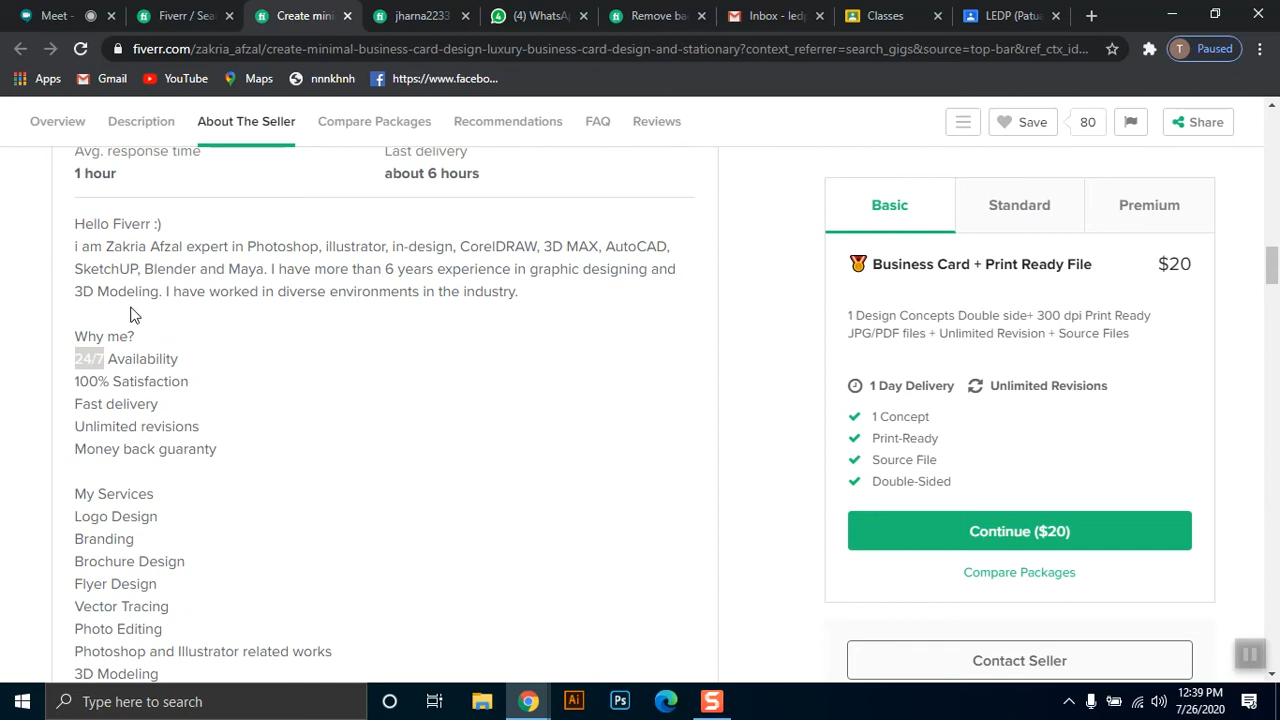 Meet -
Fiverr / Sea
Create mini
jharna2233
(4) WhatsA
Remove ba
Inbox - ledp
Classes
LEDP (Patua
fiverr.com/zakria_afzal/create-minimal-business-card-design-luxury-business-card-design-and-stationary?context_referrer=search_gigs&source=top-bar&ref_ctx_id...
T Paused
Apps
Gmail
YouTube
Maps
nnnkhnh
https://www.facebo...
Overview
Description
About The Seller
Compare Packages
Recommendations
FAQ
Reviews
Save
80
Share
Avg. response time
1 hour
Last delivery
about 6 hours
Hello Fiverr :)
i am Zakria Afzal expert in Photoshop, illustrator, in-design, CorelDRAW, 3D MAX, AutoCAD,
SketchUP, Blender and Maya. I have more than 6 years experience in graphic designing and
3D Modeling. I have worked in diverse environments in the industry.
Why me?
24/7 Availability
100% Satisfaction
Fast delivery
Unlimited revisions
Money back guaranty
My Services
Logo Design
Branding
Brochure Design
Flyer Design
Vector Tracing
Photo Editing
Photoshop and Illustrator related works
3D Modeling
Basic
Standard
Premium
Business Card + Print Ready File
$20
1 Design Concepts Double side+ 300 dpi Print Ready
JPG/PDF files + Unlimited Revision + Source Files
1 Day Delivery
Unlimited Revisions
1 Concept
Print-Ready
Source File
Double-Sided
Continue ($20)
Compare Packages
Contact Seller
Type here to search
Ai
Ps
S
12:39 PM
7/26/2020